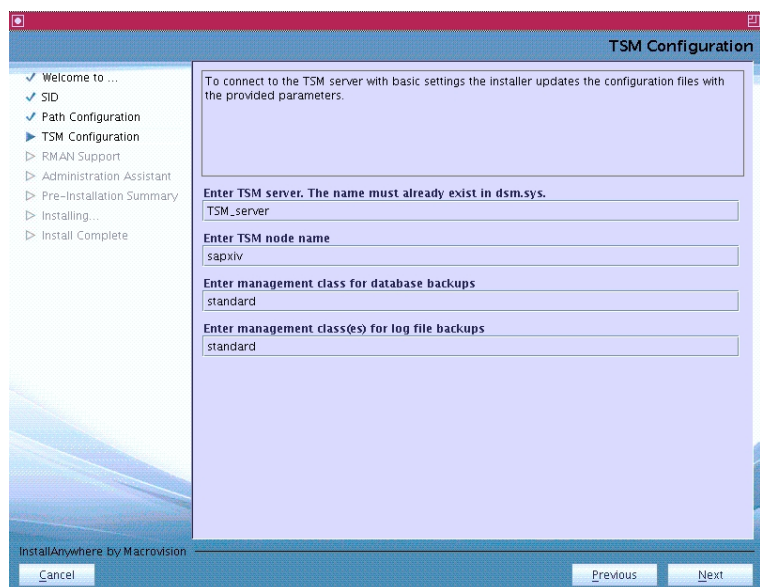 TSM Configuration
Welcome to ...
SID
Path Configuration
TSM Configuration
RMAN Support
Administration Assistant
Pre-Installation Summary
Installing...
Install Complete
To connect to the TSM server with basic settings the installer updates the configuration files with
the provided parameters.
Enter TSM server. The name must already exist in dsm.sys.
TSM_server
Enter TSM node name
sapxiv
Enter management class for database backups
standard
Enter management class(es) for log file backups
standard
InstallAnywhere by Macrovision
Cancel
Previous
Next